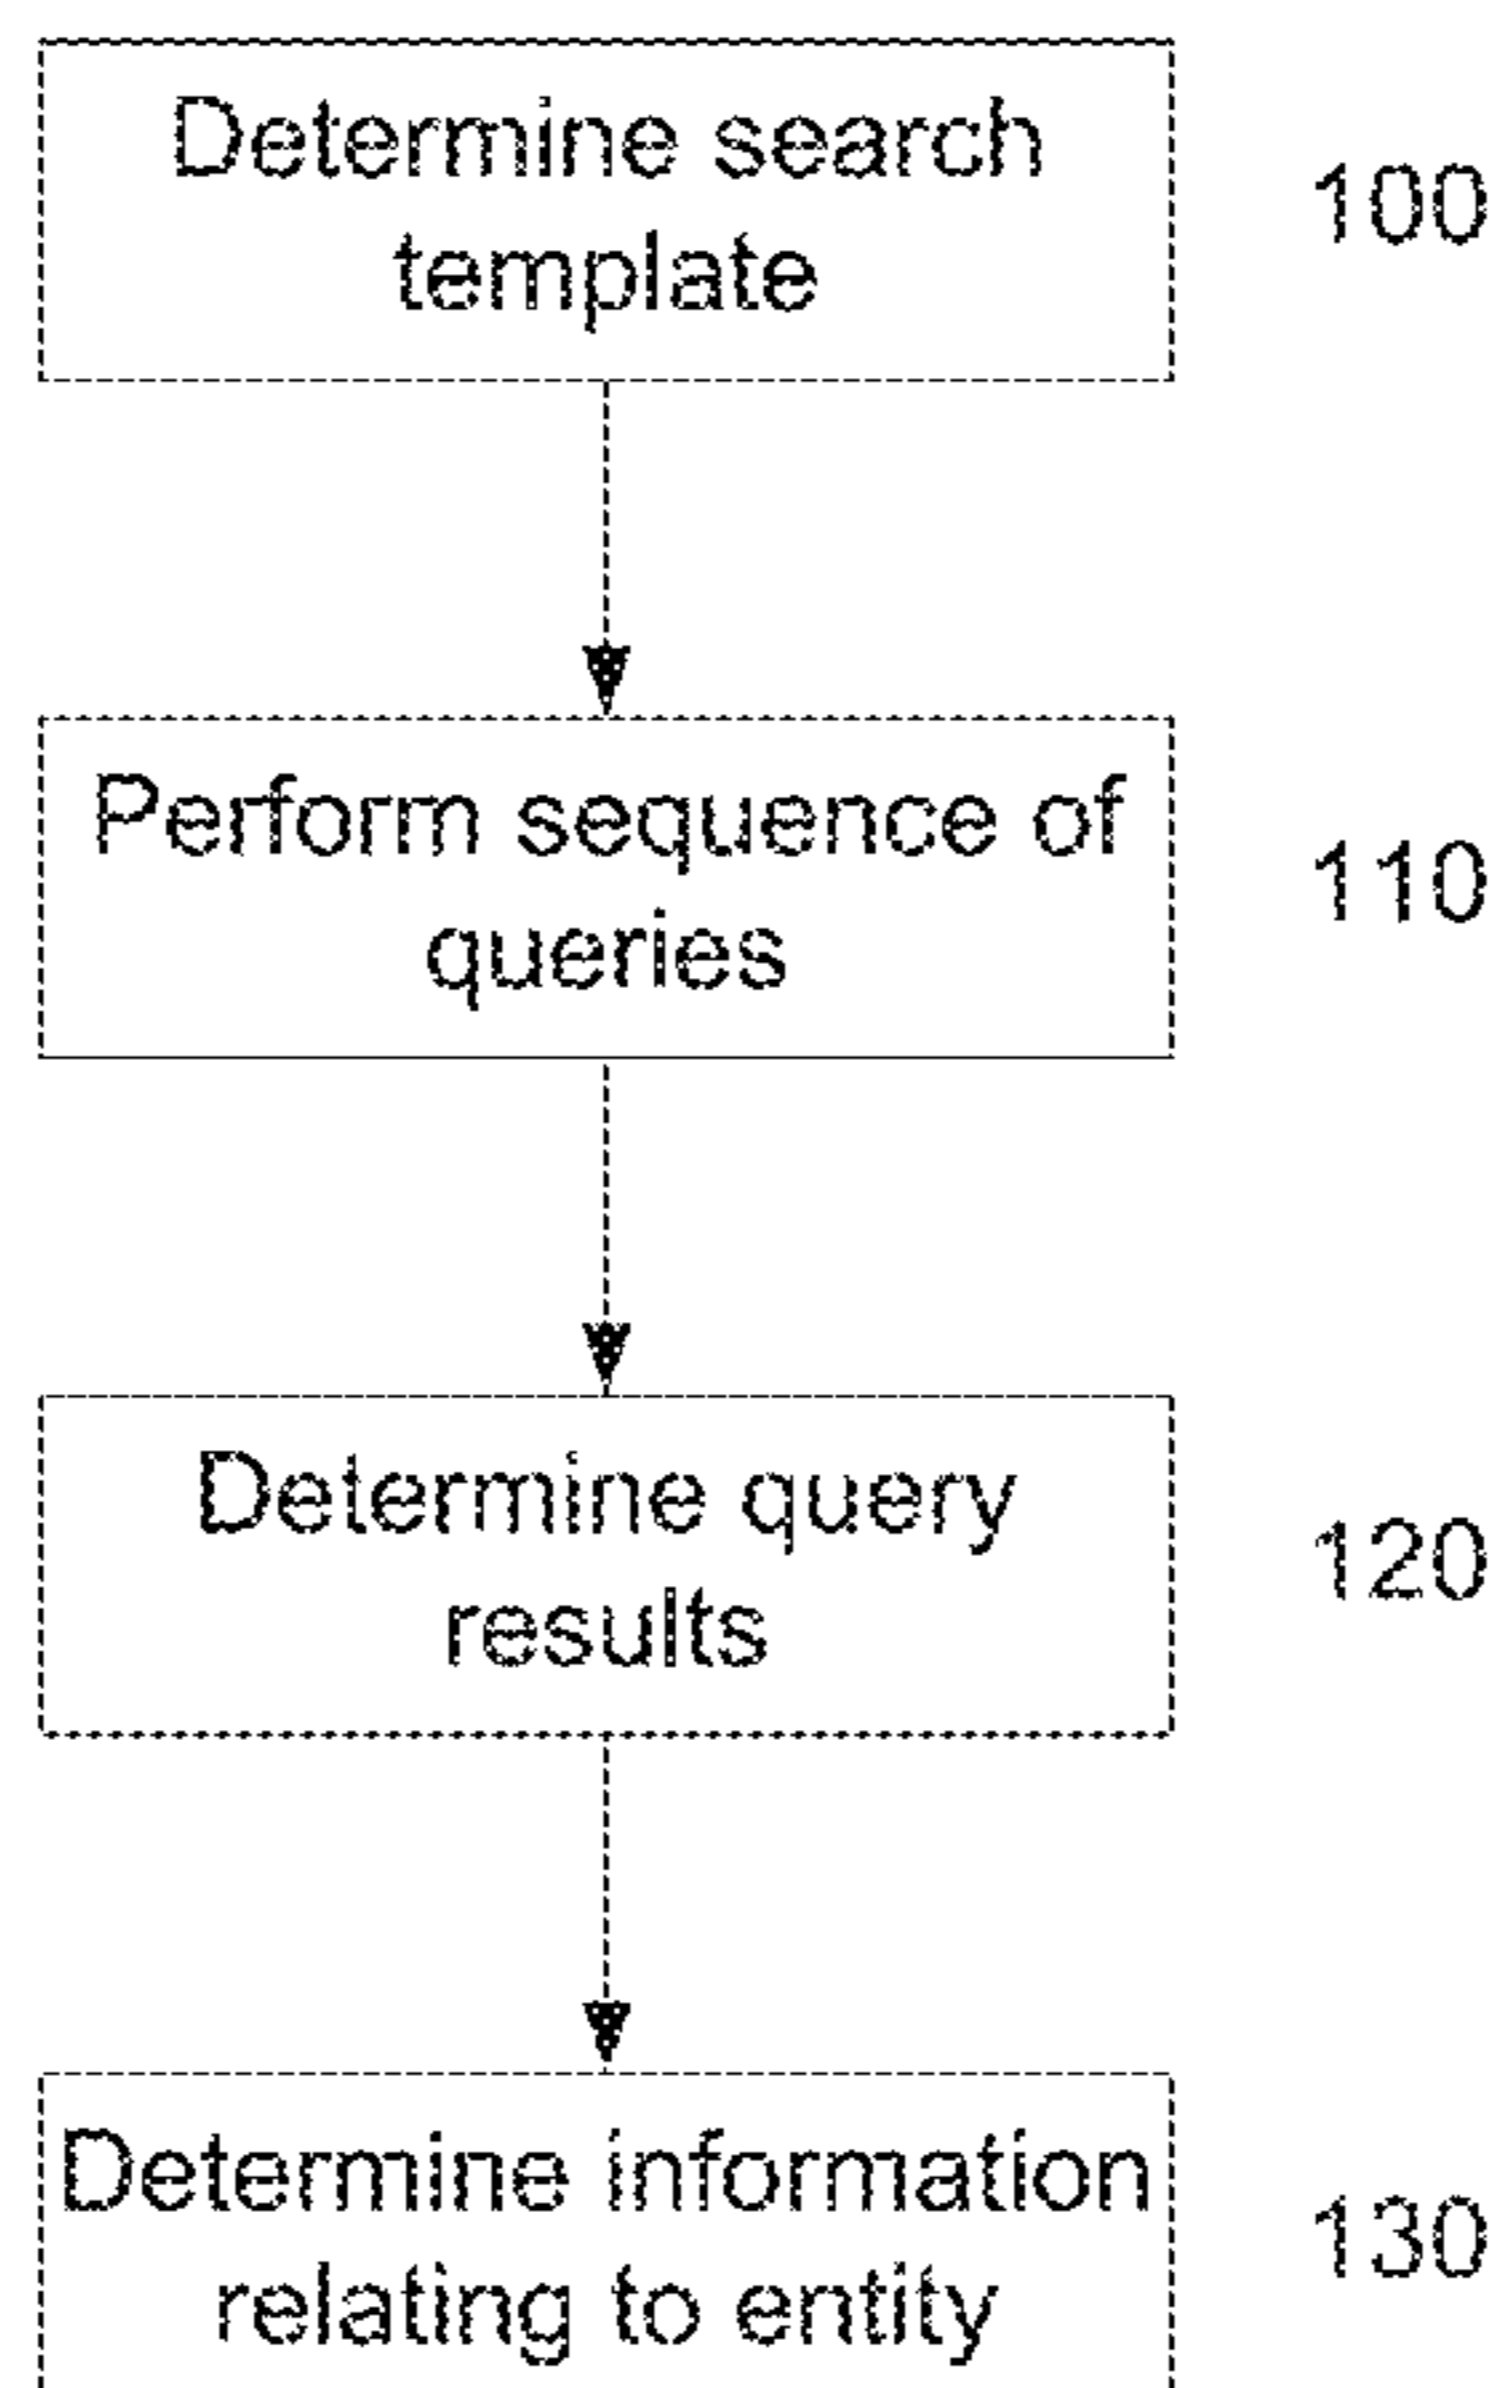 Determine search
template
100
Perform sequence of
queries
110
Determine query
results
120
Determine information
relating to entity
130